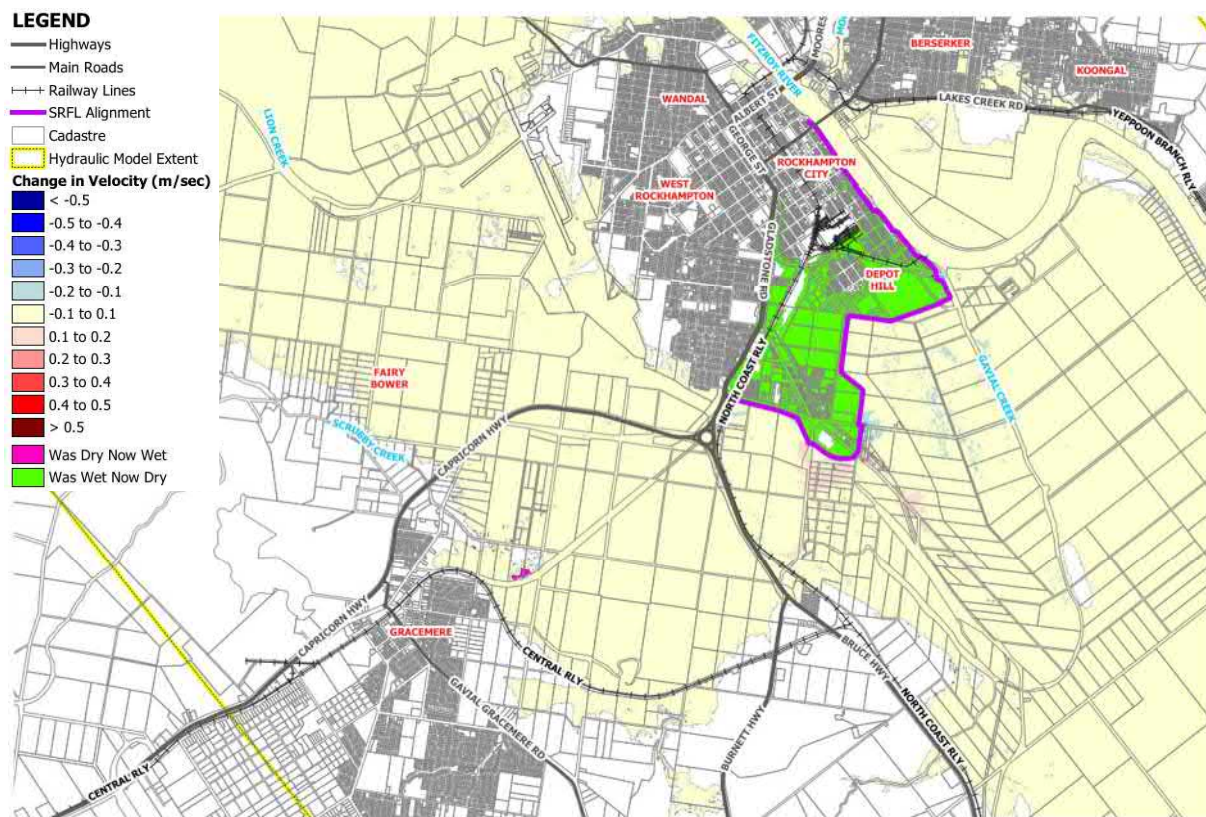 LEGEND
Highways
Main Roads
Railway Lines
SRFL Alignment
Cadastre
Hydraulic Model Extent
Change in Velocity (m/sec)
< -0.5
-0.5 to -0.4
-0.4 to -0.3
-0.3 to -0.2
-0.2 to -0.1
-0.1 to 0.1
0.1 to 0.2
0.2 to 0.3
0.3 to 0.4
0.4 to 0.5
> 0.5
Was Dry Now Wet
Was Wet Now Dry
FITZROY RIVER
BERSERKER
KOONGAL
WANDAL
ALBERT ST
LAKES CREEK RD
YEPPOON BRANCH RLY
LION CREEK
GEORGE ST
ROCKHAMPTON
CITY
WEST
ROCKHAMPTON
GLADSTONE RD
DEPOT
HILL
NORTH COAST RLY
GAVIAL CREEK
FAIRY
BOWER
SCRUBBY CREEK
CAPRICORN HWY
CAPRICORN HWY
GRACEMERE
CENTRAL RLY
BRUCE HWY
GAVIAL GRACEMERE RD
BURNETT HWY
NORTH COAST RLY
CENTRAL RLY